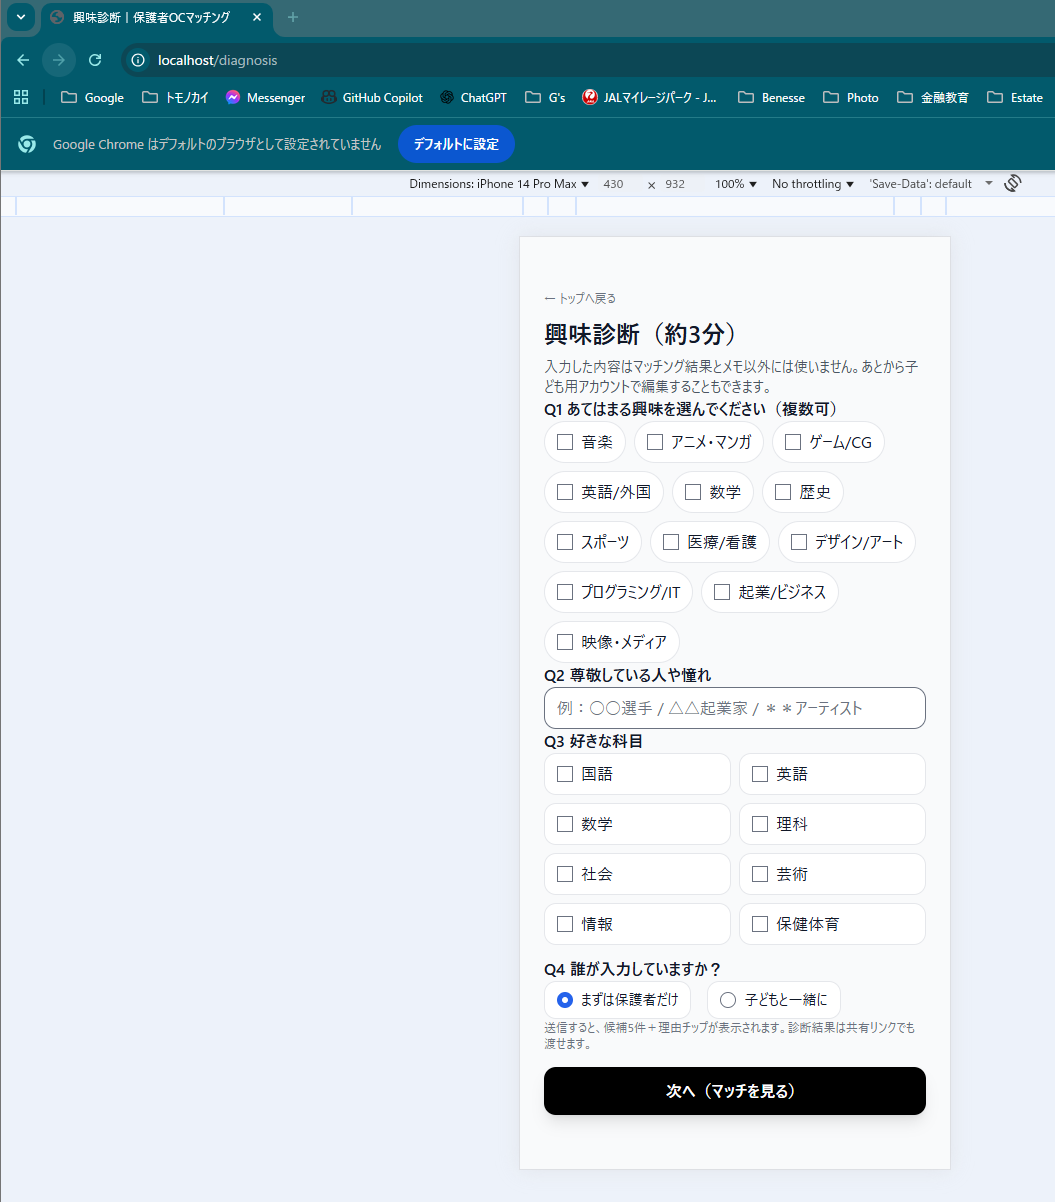 興味診断 | 保護者OCマッチング
localhost/diagnosis
Google トモノカイ Messenger GitHub Copilot ChatGPT G's JALマイレージパーク - J... Benesse Photo 金融教育 Estate
Google Chrome はデフォルトのブラウザとして設定されていません デフォルトに設定
Dimensions: iPhone 14 Pro Max ▼ 430 × 932 100% ▼ No throttling ▼ 'Save-Data': default
← トップへ戻る
興味診断（約3分）
入力した内容はマッチング結果とメモ以外には使いません。あとから子
ども用アカウントで編集することもできます。
Q1 あてはまる興味を選んでください（複数可）
音楽 アニメ・マンガ ゲーム/CG
英語/外国 数学 歴史
スポーツ 医療/看護 デザイン/アート
プログラミング/IT 起業/ビジネス
映像・メディア
Q2 尊敬している人や憧れ
例：〇〇選手 / △△起業家 / ＊＊アーティスト
Q3 好きな科目
国語 英語
数学 理科
社会 芸術
情報 保健体育
Q4 誰が入力していますか？
まずは保護者だけ 子どもと一緒に
送信すると、候補5件＋理由チップが表示されます。診断結果は共有リンクでも
渡せます。
次へ（マッチを見る）